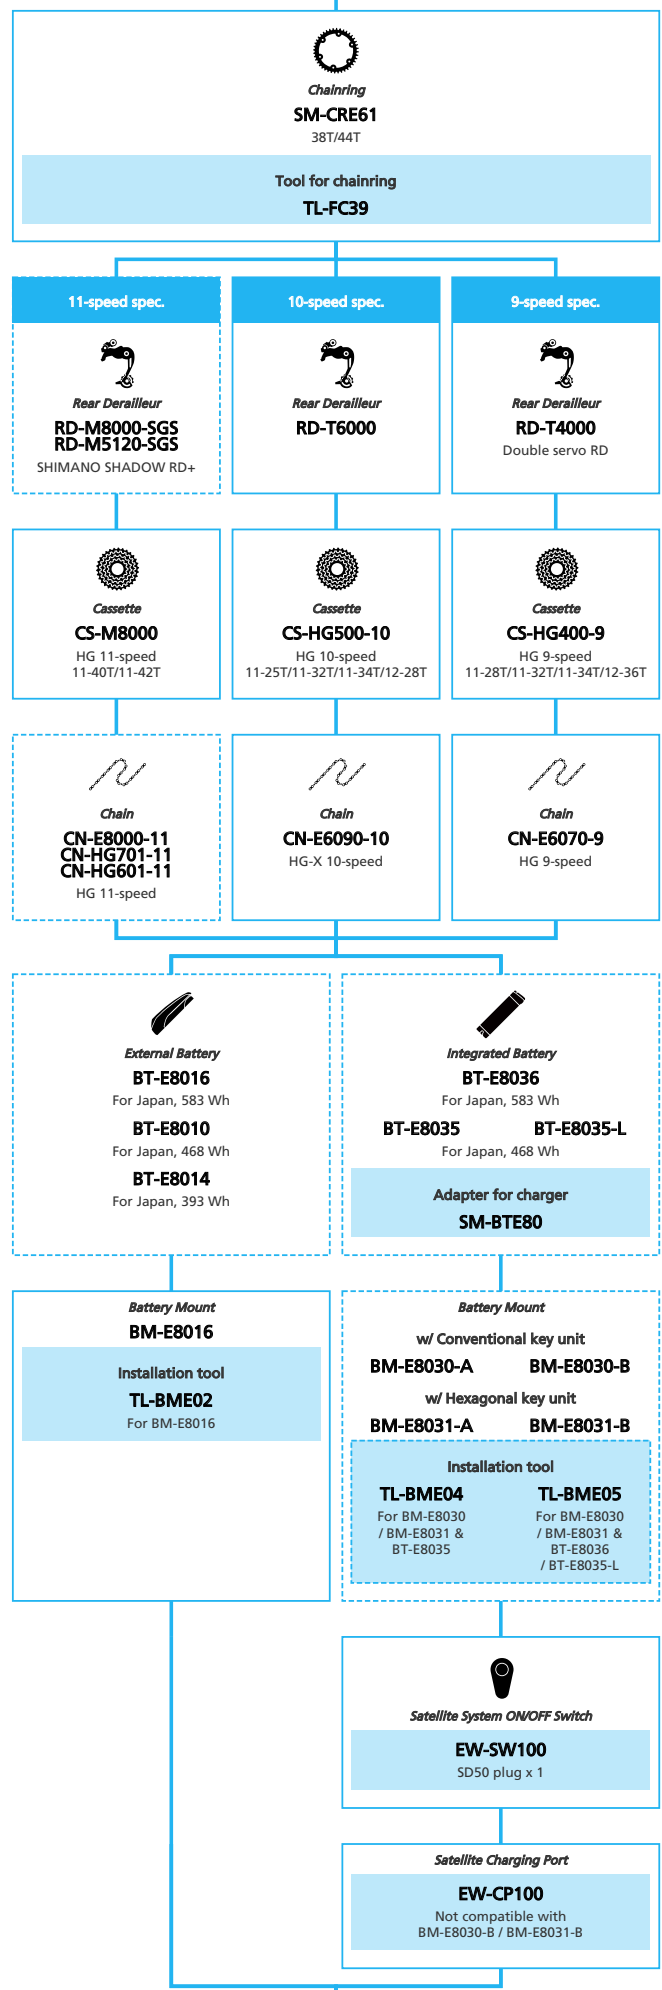 Chainring
SM-CRE61
38T/44T
Tool for chainring
TL-FC39
11-speed spec.
Rear Derailleur
RD-M8000-SGS
RD-M5120-SGS
SHIMANO SHADOW RD+
10-speed spec.
Rear Derailleur
RD-T6000
9-speed spec.
Rear Derailleur
RD-T4000
Double servo RD
Cassette
CS-M8000
HG 11-speed
11-40T/11-42T
Cassette
CS-HG500-10
HG 10-speed
11-25T/11-32T/11-34T/12-28T
Cassette
CS-HG400-9
HG 9-speed
11-28T/11-32T/11-34T/12-36T
Chain
CN-E8000-11
CN-HG701-11
CN-HG601-11
HG 11-speed
Chain
CN-E6090-10
HG-X 10-speed
Chain
CN-E6070-9
HG 9-speed
External Battery
BT-E8016
For Japan, 583 Wh
BT-E8010
For Japan, 468 Wh
BT-E8014
For Japan, 393 Wh
Integrated Battery
BT-E8036
For Japan, 583 Wh
BT-E8035 BT-E8035-L
For Japan, 468 Wh
Adapter for charger
SM-BTE80
Battery Mount
BM-E8016
Installation tool
TL-BME02
For BM-E8016
Battery Mount
w/ Conventional key unit
BM-E8030-A BM-E8030-B
w/ Hexagonal key unit
BM-E8031-A BM-E8031-B
Installation tool
TL-BME04
For BM-E8030
/ BM-E8031 &
BT-E8035
TL-BME05
For BM-E8030
/ BM-E8031 &
BT-E8036
/ BT-E8035-L
Satellite System ON/OFF Switch
EW-SW100
SD50 plug x 1
Satellite Charging Port
EW-CP100
Not compatible with
BM-E8030-B / BM-E8031-B